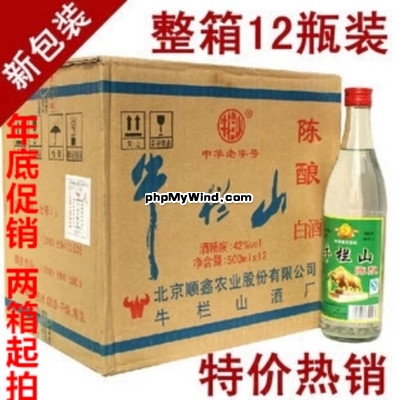 新包装
整箱12瓶装
年底促销 两箱起拍
中华老字号
陈酿
白酒
牛栏山
phpMyWind.com
酒精度:42%vol
净含量:500ml×12
北京顺鑫农业股份有限公司
牛栏山酒厂
牛栏山
陈酿
特价热销